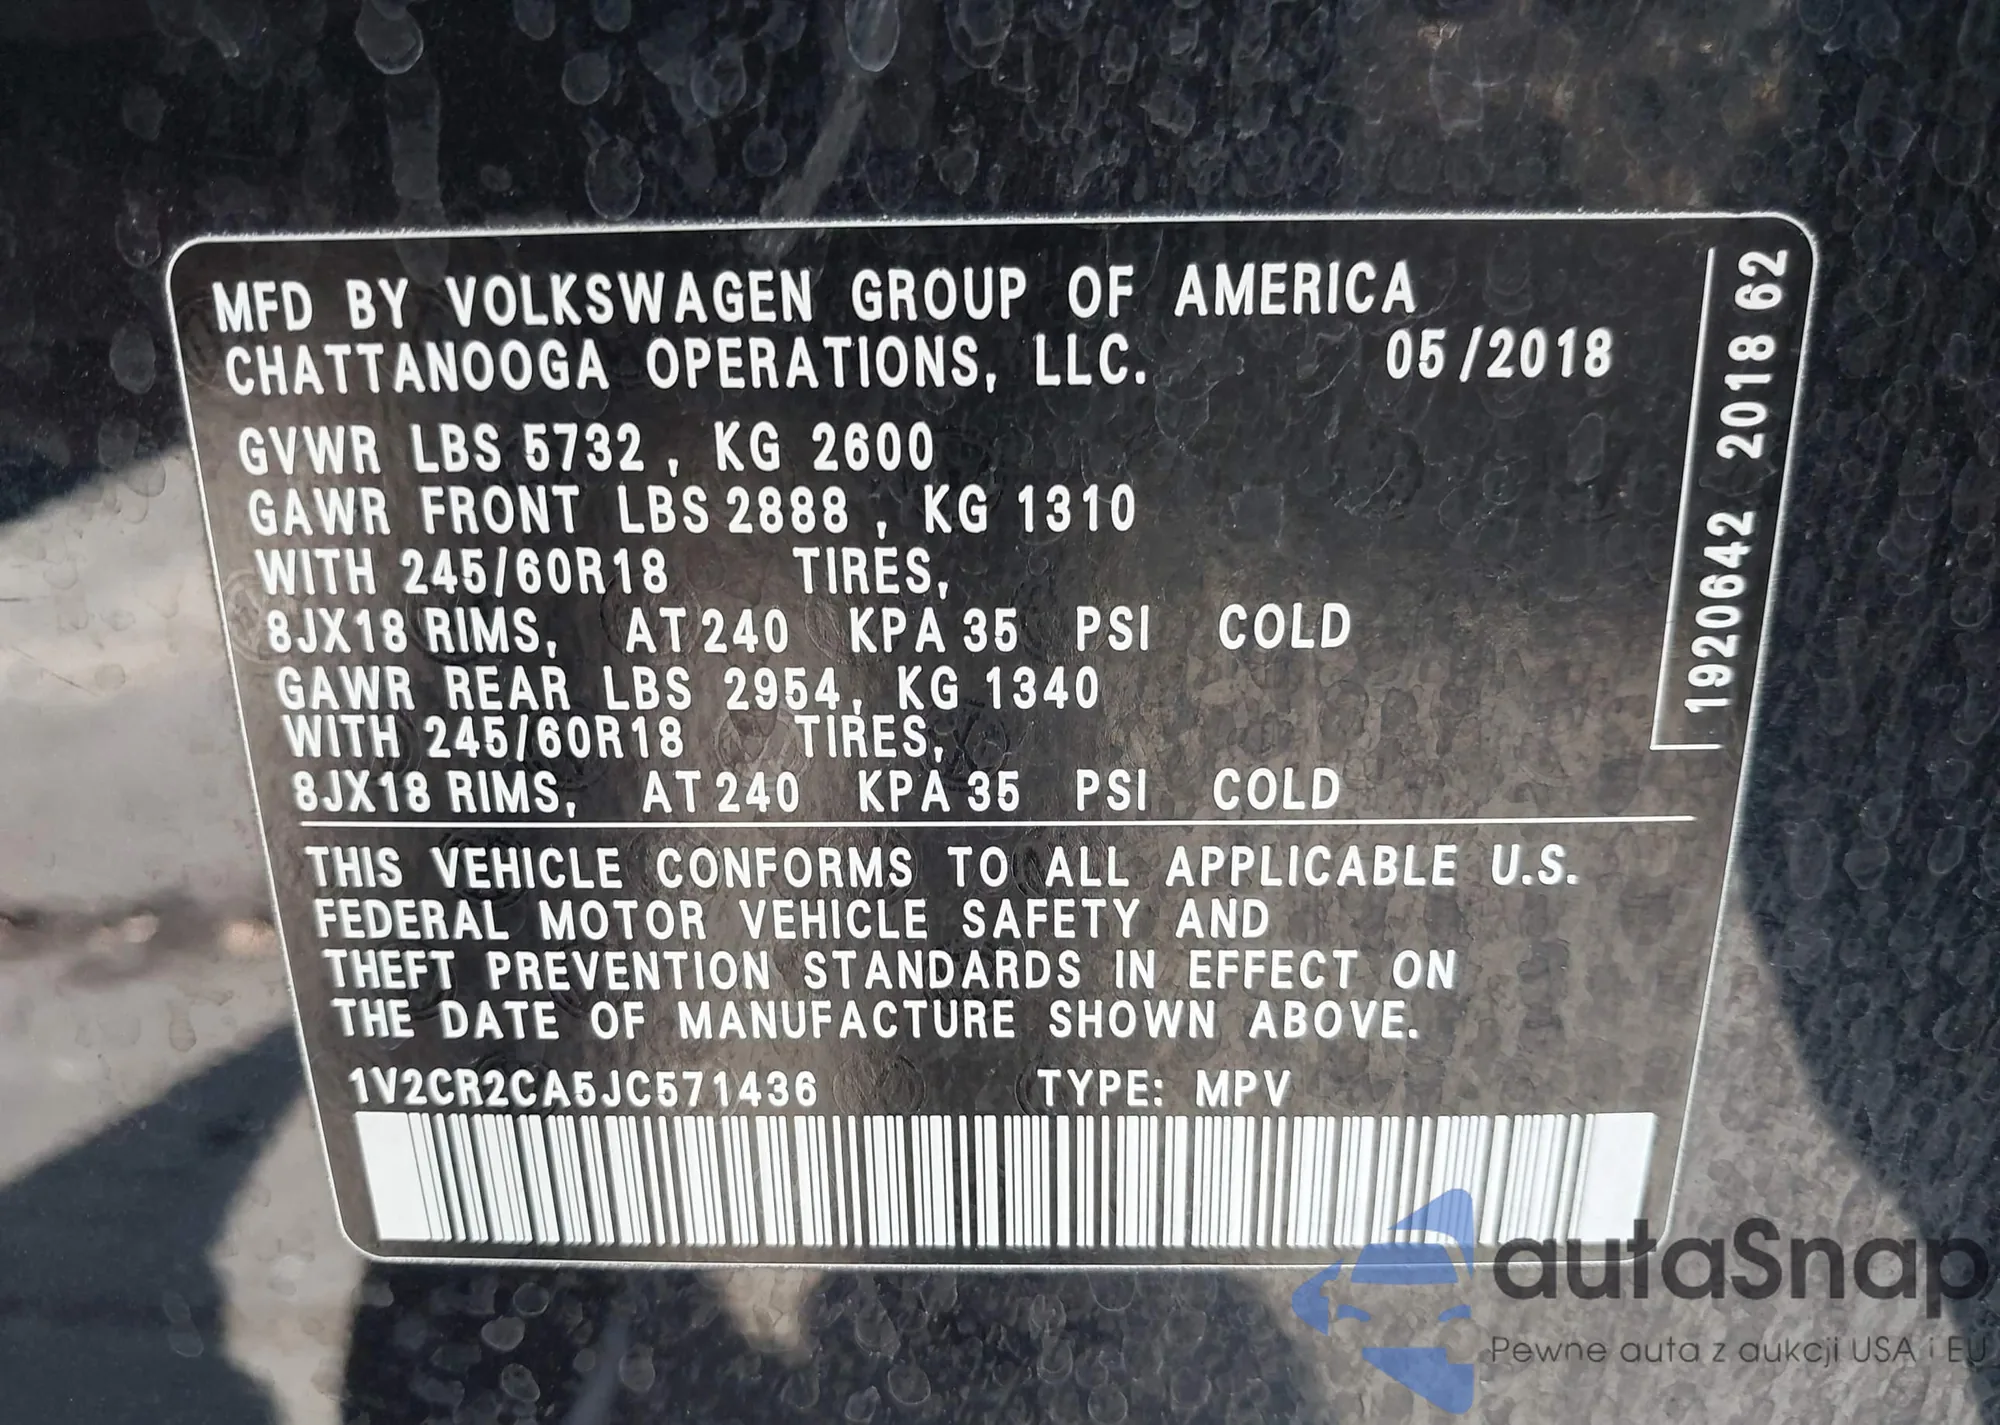 MFD BY VOLKSWAGEN GROUP OF AMERICA
CHATTANOOGA OPERATIONS, LLC. 05/2018
GVWR LBS 5732 , KG 2600
GAWR FRONT LBS 2888 , KG 1310
WITH 245/60R18 TIRES,
8JX18 RIMS, AT 240 KPA 35 PSI COLD
GAWR REAR LBS 2954, KG 1340
WITH 245/60R18 TIRES,
8JX18 RIMS, AT 240 KPA 35 PSI COLD
THIS VEHICLE CONFORMS TO ALL APPLICABLE U.S.
FEDERAL MOTOR VEHICLE SAFETY AND
THEFT PREVENTION STANDARDS IN EFFECT ON
THE DATE OF MANUFACTURE SHOWN ABOVE.
1V2CR2CA5JC571436 TYPE: MPV
1920642 2018 62
autaSnap
Pewne auta z aukcji USA i EU